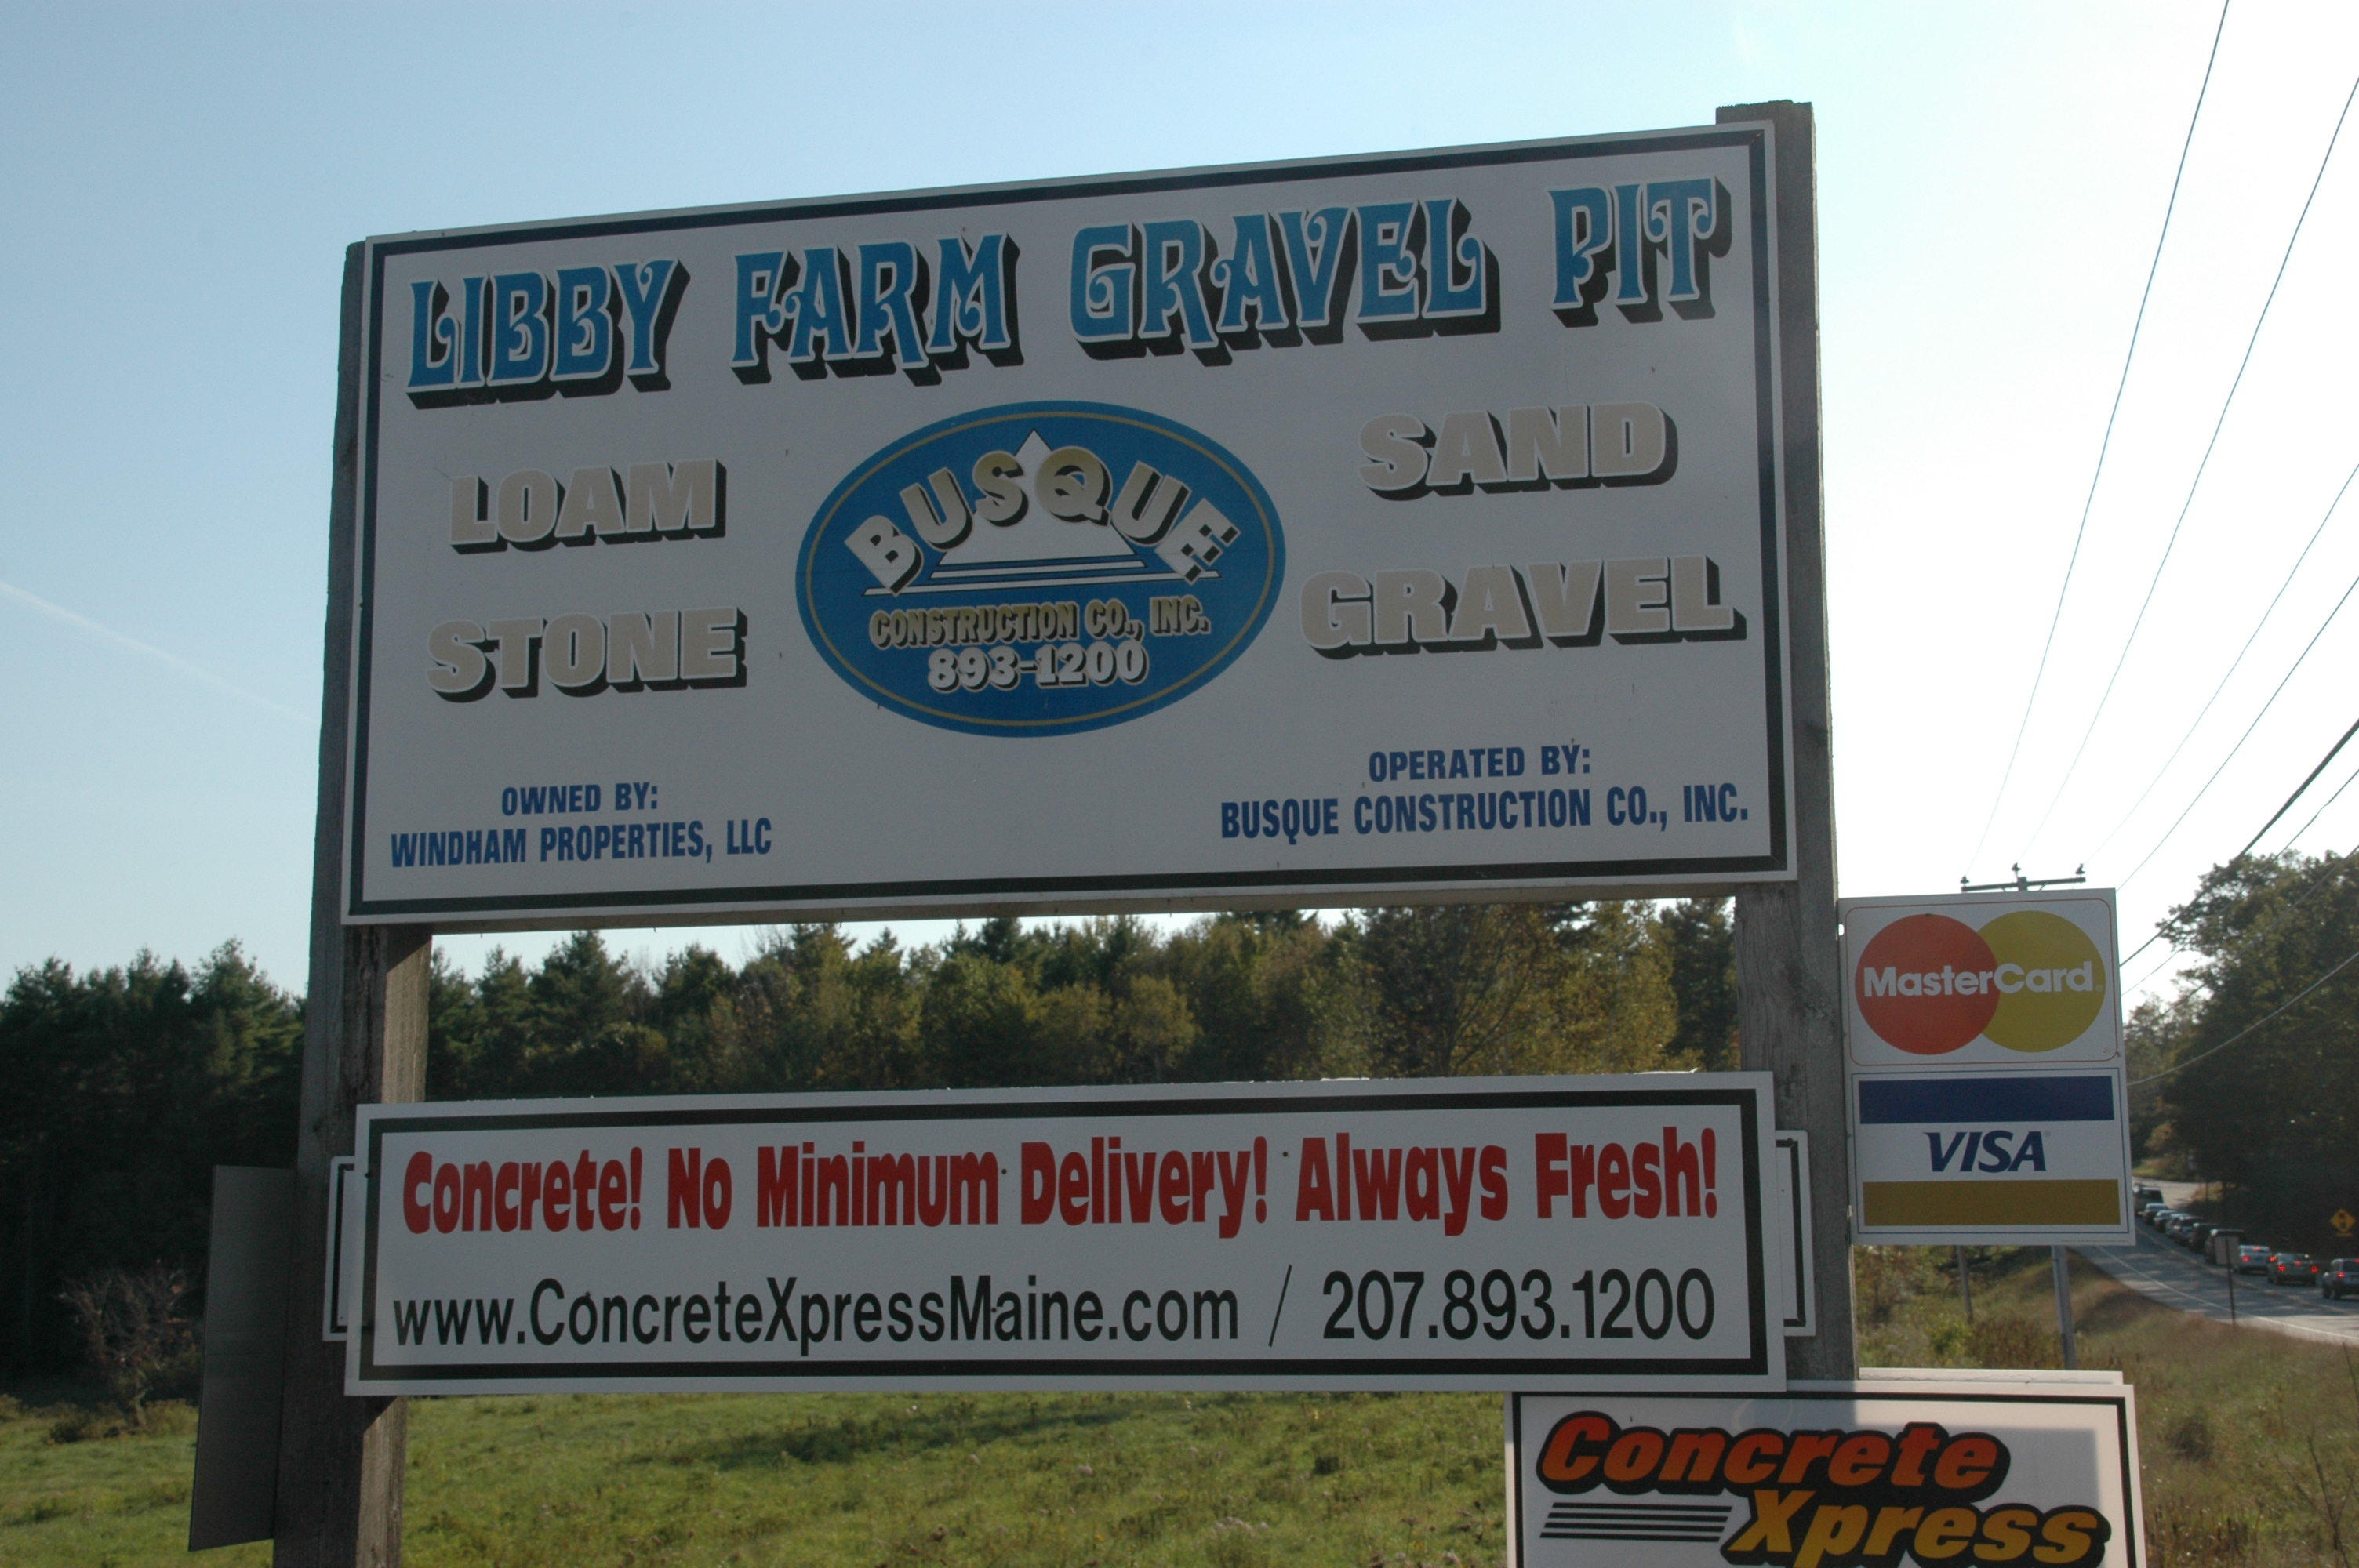 LIBBY FARM GRAVEL PIT
LOAM
STONE
BUSQUE
CONSTRUCTION CO., INC.
893-1200
SAND
GRAVEL
OWNED BY:
WINDHAM PROPERTIES, LLC
OPERATED BY:
BUSQUE CONSTRUCTION CO., INC.
MasterCard
VISA
Concrete! No Minimum Delivery! Always Fresh!
www.ConcreteXpressMaine.com / 207.893.1200
Concrete
Xpress